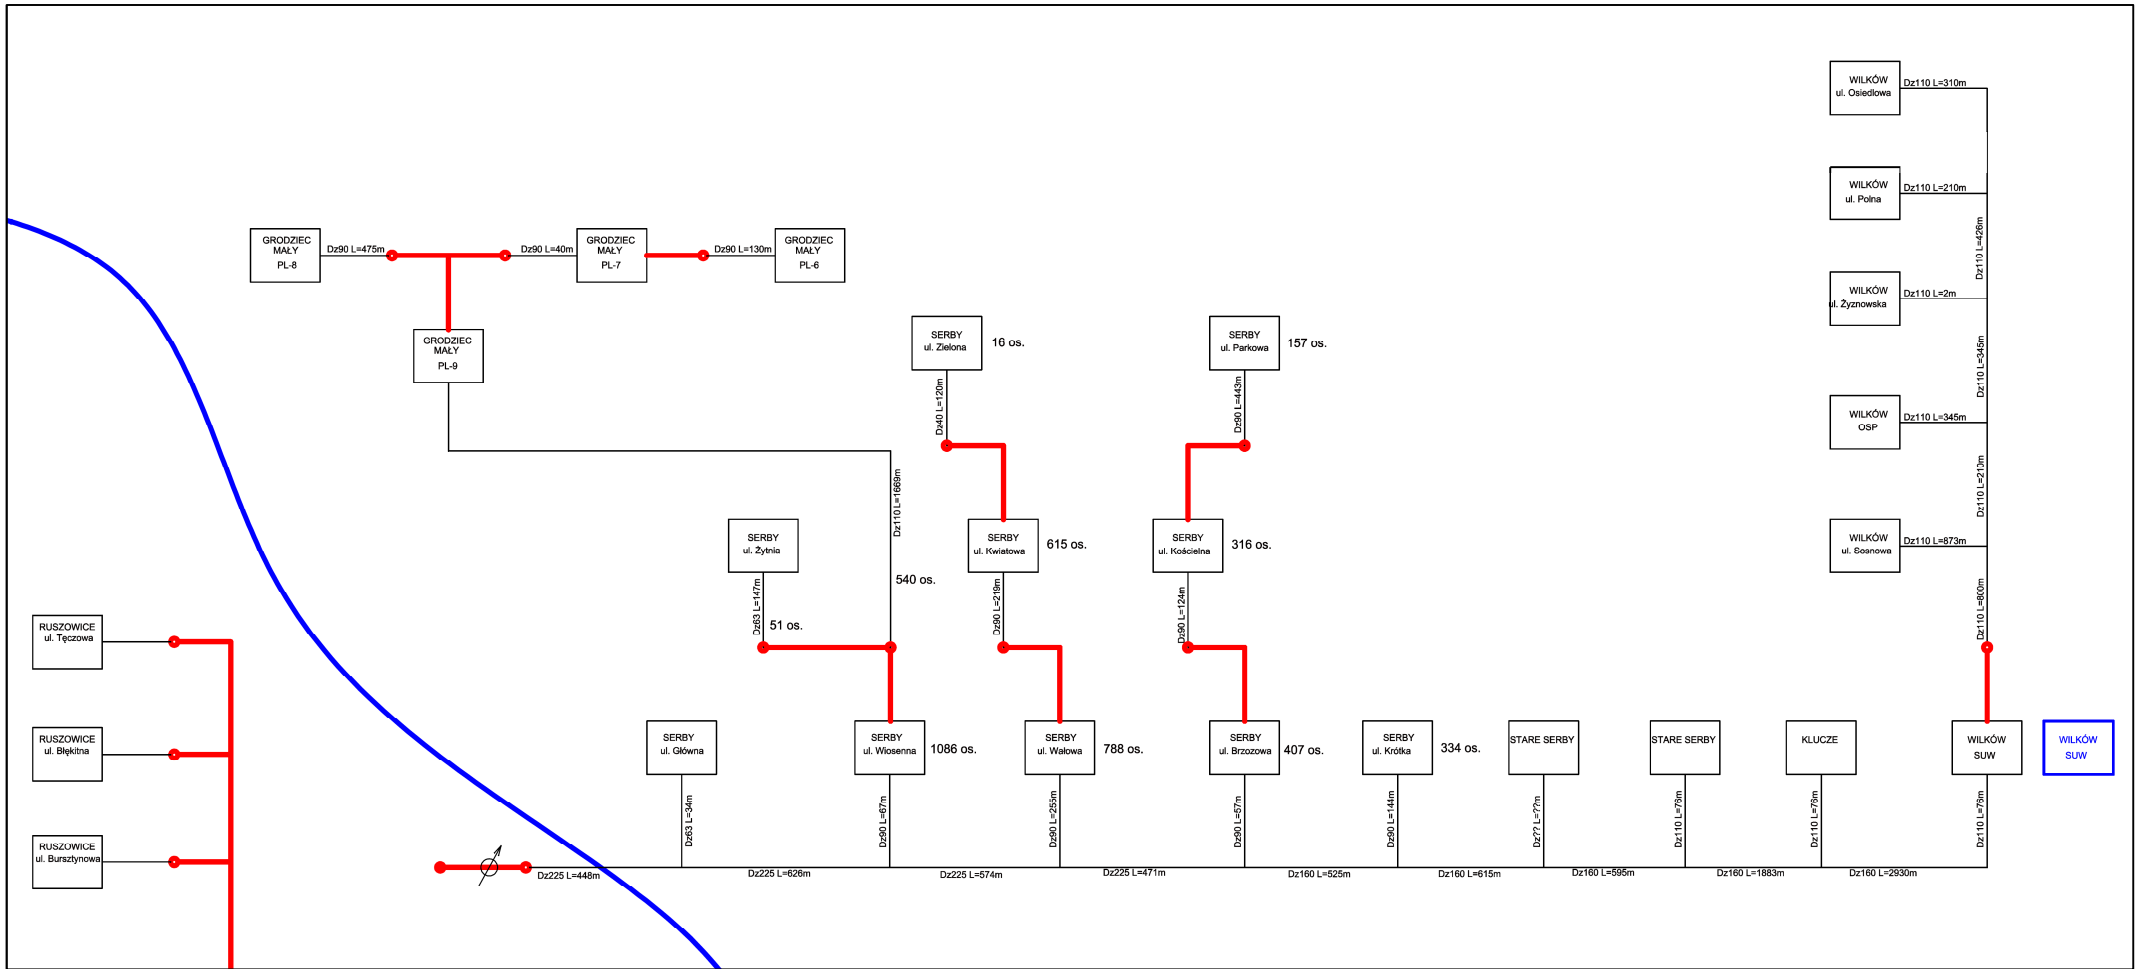 WILKÓW
ul. Osiedlowa
Dz110 L=310m
WILKÓW
ul. Polna
Dz110 L=210m
Dz110 L=426m
GRODZIEC
MAŁY
PL-8
Dz90 L=475m
Dz90 L=40m
GRODZIEC
MAŁY
PL-7
Dz90 L=130m
GRODZIEC
MAŁY
PL-6
WILKÓW
ul. Żyznowska
Dz110 L=2m
GRODZIEC
MAŁY
PL-9
SERBY
ul. Zielona
16 os.
SERBY
ul. Parkowa
157 os.
Dz110 L=345m
Dz40 L=120m
Dz90 L=443m
WILKÓW
OSP
Dz110 L=345m
Dz110 L=1669m
Dz110 L=210m
SERBY
ul. Żytnia
SERBY
ul. Kwiatowa
615 os.
SERBY
ul. Kościelna
316 os.
WILKÓW
ul. Sosnowa
Dz110 L=873m
540 os.
Dz63 L=147m
51 os.
Dz90 L=219m
Dz90 L=124m
Dz110 L=800m
RUSZOWICE
ul. Tęczowa
RUSZOWICE
ul. Błękitna
SERBY
ul. Główna
SERBY
ul. Wiosenna
1086 os.
SERBY
ul. Wałowa
788 os.
SERBY
ul. Brzozowa
407 os.
SERBY
ul. Krótka
334 os.
STARE SERBY
STARE SERBY
KLUCZE
WILKÓW
SUW
WILKÓW
SUW
Dz63 L=34m
Dz90 L=67m
Dz90 L=255m
Dz90 L=57m
Dz90 L=144m
Dz?? L=??m
Dz110 L=76m
Dz110 L=76m
Dz110 L=76m
RUSZOWICE
ul. Bursztynowa
Dz225 L=448m
Dz225 L=626m
Dz225 L=574m
Dz225 L=471m
Dz160 L=525m
Dz160 L=615m
Dz160 L=595m
Dz160 L=1883m
Dz160 L=2930m